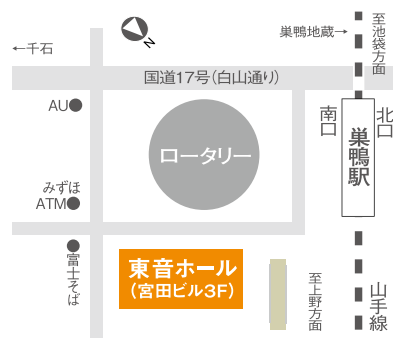 N
←千石
巣鴨地蔵→
至池袋方面
国道17号（白山通り）
AU
南口
北口
巣鴨駅
ロータリー
みずほ
ATM
富士そば
東音ホール
（宮田ビル3F）
至上野方面
山手線